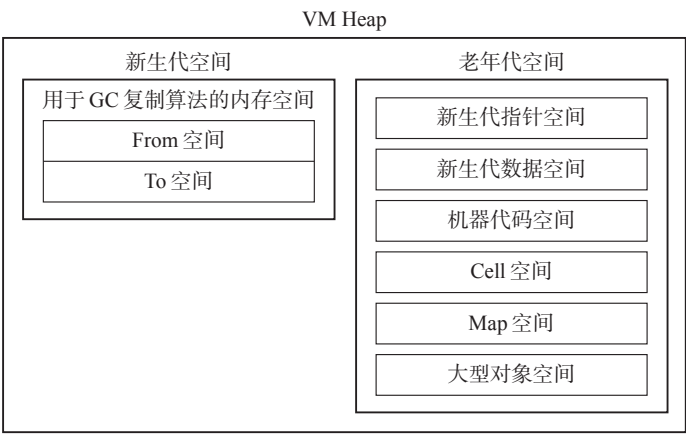 VM Heap
新生代空间
用于 GC 复制算法的内存空间
From 空间
To 空间
老年代空间
新生代指针空间
新生代数据空间
机器代码空间
Cell 空间
Map 空间
大型对象空间